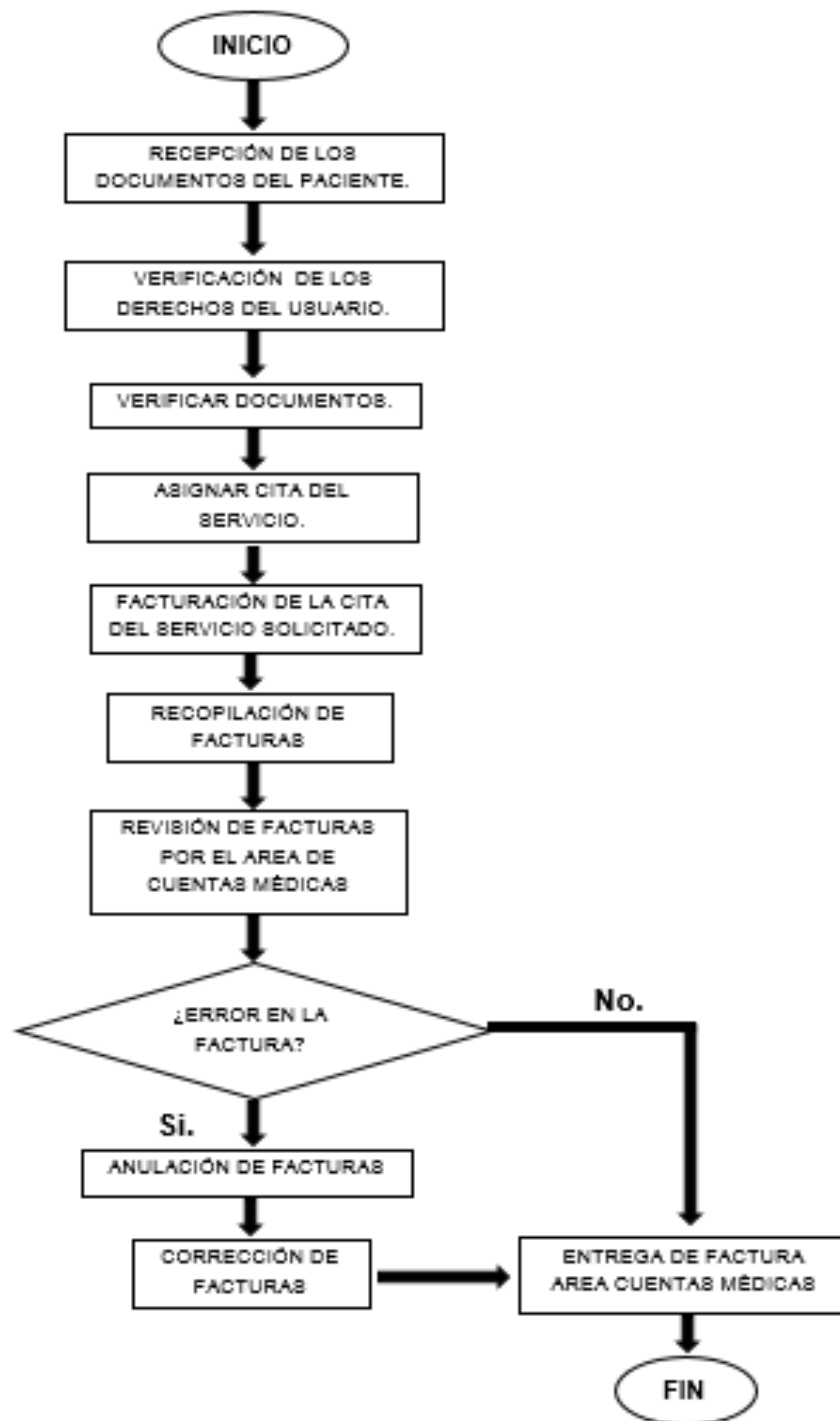 INICIO
RECEPCIÓN DE LOS
DOCUMENTOS DEL PACIENTE.
VERIFICACIÓN DE LOS
DERECHOS DEL USUARIO.
VERIFICAR DOCUMENTOS.
ASIGNAR CITA DEL
SERVICIO.
FACTURACIÓN DE LA CITA
DEL SERVICIO SOLICITADO.
RECOPILACIÓN DE
FACTURAS
REVISIÓN DE FACTURAS
POR EL AREA DE
CUENTAS MÉDICAS
¿ERROR EN LA
FACTURA?
No.
Si.
ANULACIÓN DE FACTURAS
CORRECCIÓN DE
FACTURAS
ENTREGA DE FACTURA
AREA CUENTAS MÉDICAS
FIN